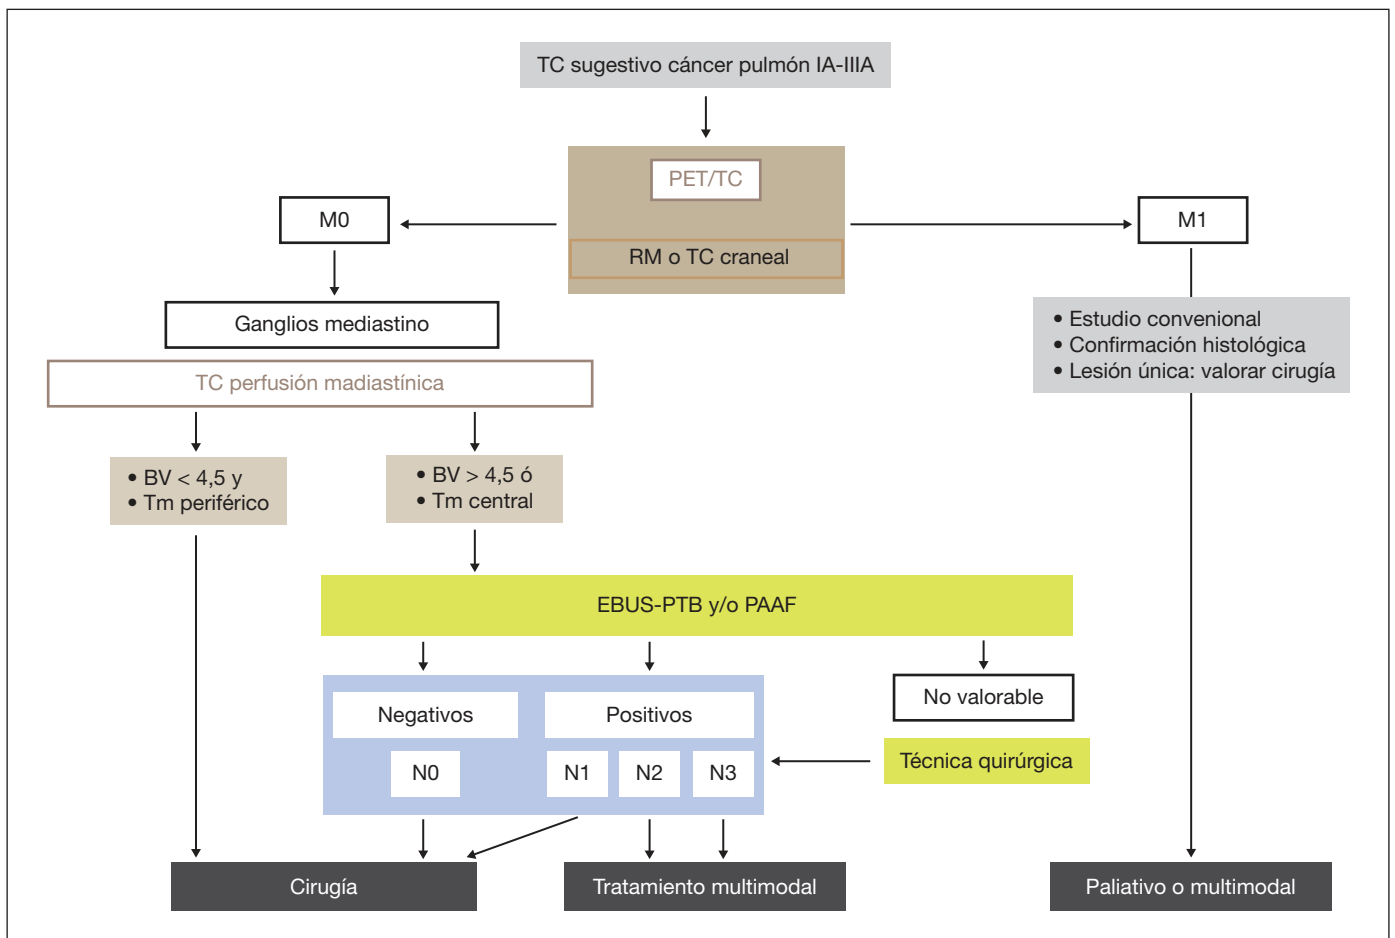 TC sugestivo cáncer pulmón IA-IIIA
PET/TC
M0
M1
RM o TC craneal
Ganglios mediastino
• Estudio convenional
• Confirmación histológica
• Lesión única: valorar cirugía
TC perfusión madiastínica
• BV < 4,5 y
• Tm periférico
• BV > 4,5 ó
• Tm central
EBUS-PTB y/o PAAF
Negativos
Positivos
No valorable
N0
N1
N2
N3
Técnica quirúrgica
Cirugía
Tratamiento multimodal
Paliativo o multimodal